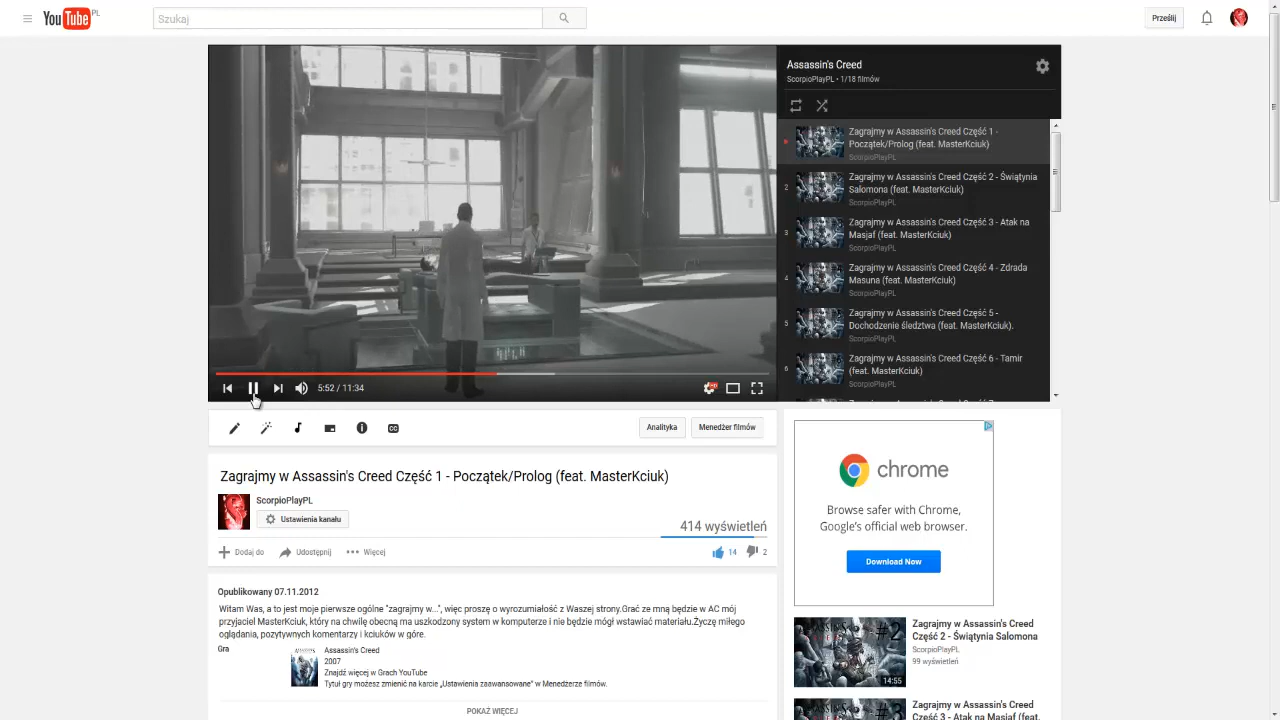 YouTube PL
Szukaj
Prześlij
Assassin's Creed
ScorpioPlayPL • 1/18 filmów
Zagrajmy w Assassin's Creed Część 1 -
Początek/Prolog (feat. MasterKciuk)
ScorpioPlayPL
2
Zagrajmy w Assassin's Creed Część 2 - Świątynia
Salomona (feat. MasterKciuk)
ScorpioPlayPL
3
Zagrajmy w Assassin's Creed Część 3 - Atak na
Masjaf (feat. MasterKciuk)
ScorpioPlayPL
4
Zagrajmy w Assassin's Creed Część 4 - Zdrada
Masuna (feat. MasterKciuk)
ScorpioPlayPL
5
Zagrajmy w Assassin's Creed Część 5 -
Dochodzenie śledztwa (feat. MasterKciuk).
ScorpioPlayPL
6
Zagrajmy w Assassin's Creed Część 6 - Tamir
(feat. MasterKciuk)
ScorpioPlayPL
5:52 / 11:34
Analityka
Menedżer filmów
Zagrajmy w Assassin's Creed Część 1 - Początek/Prolog (feat. MasterKciuk)
ScorpioPlayPL
Ustawienia kanału
414 wyświetleń
Dodaj do
Udostępnij
Więcej
14
2
Opublikowany 07.11.2012
Witam Was, a to jest moje pierwsze ogólne "zagrajmy w...", więc proszę o wyrozumiałość z Waszej strony.Grać ze mną będzie w AC mój
przyjaciel MasterKciuk, który na chwilę obecną ma uszkodzony system w komputerze i nie będzie mógł wstawiać materiału.Życzę miłego
oglądania, pozytywnych komentarzy i kciuków w góre.
Gra
Assassin's Creed
2007
Znajdź więcej w Grach YouTube
Tytuł gry możesz zmienić na karcie „Ustawienia zaawansowane" w Menedżerze filmów.
POKAŻ WIĘCEJ
chrome
Browse safer with Chrome,
Google's official web browser.
Download Now
#2
14:55
Zagrajmy w Assassin's Creed
Część 2 - Świątynia Salomona
ScorpioPlayPL
99 wyświetleń
#3
Zagrajmy w Assassin's Creed
Część 3 - Atak na Masjaf (feat.